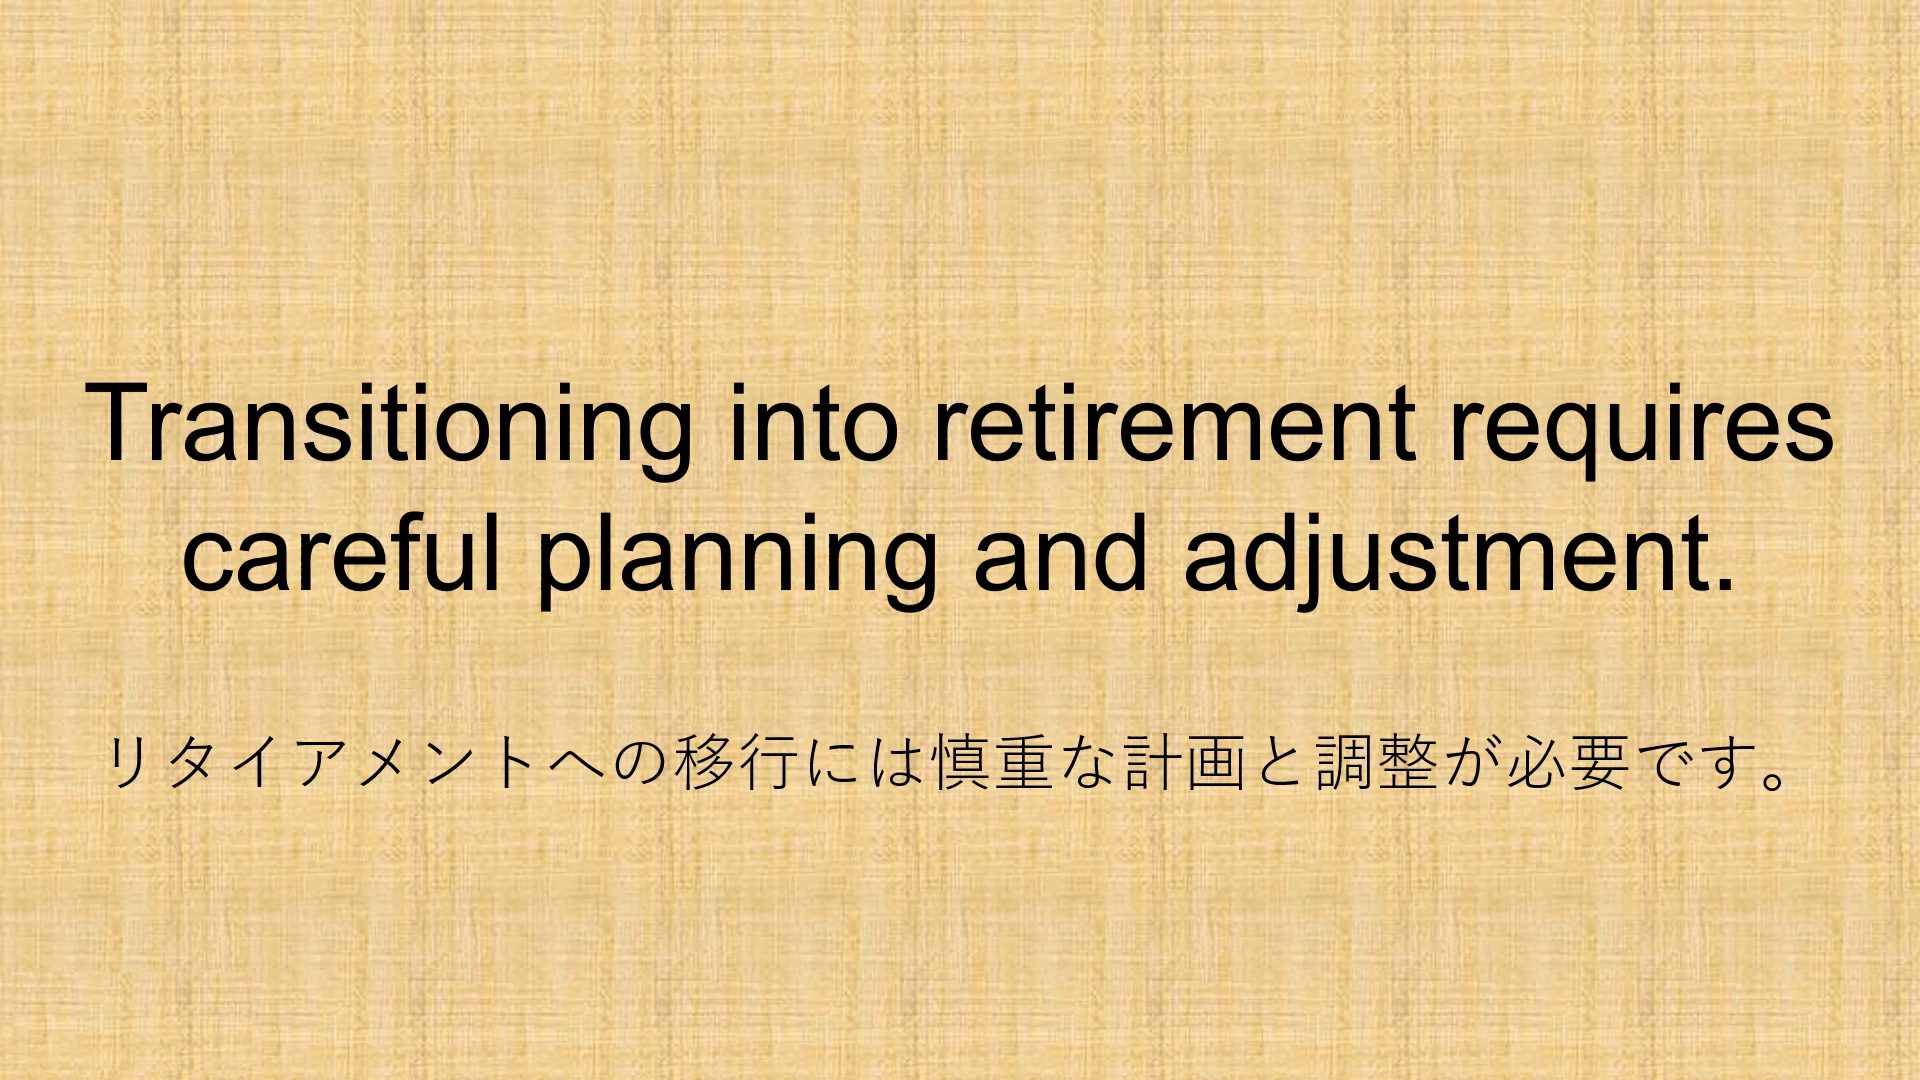 Transitioning into retirement requires
careful planning and adjustment.
リタイアメントへの移行には慎重な計画と調整が必要です。